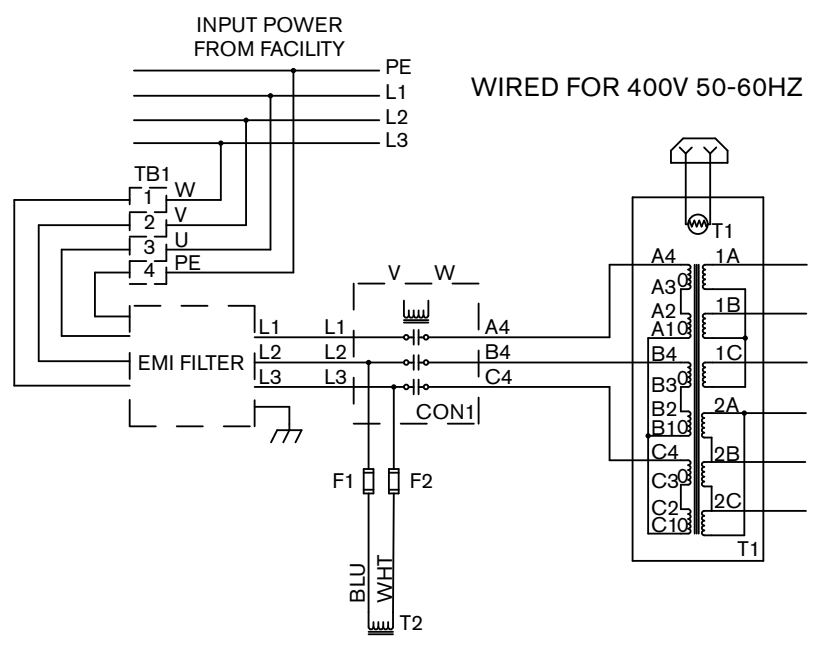 INPUT POWER
FROM FACILITY
PE
L1
L2
L3
WIRED FOR 400V 50-60HZ
TB1
1 W
2 V
3 U
4 PE
EMI FILTER
L1 L1
L2 L2
L3 L3
V W
CON1
A4
B4
C4
F1 F2
BLU
WHT
T2
T1
A4 1A
A3 0
A2 1B
A10
B4 1C
B3 0
B2 2A
B10
C4 2B
C3 0
C2 2C
C10
T1